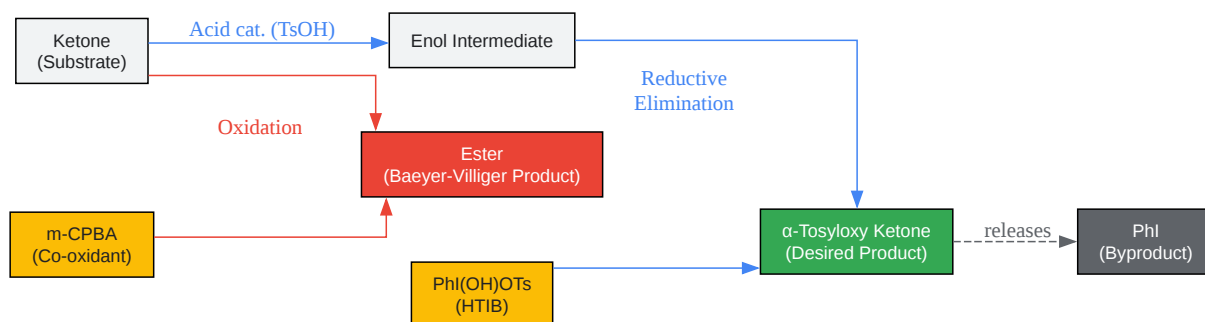 Ketone
(Substrate)
Acid cat. (TsOH)
Enol Intermediate
Reductive
Elimination
Oxidation
Ester
(Baeyer-Villiger Product)
m-CPBA
(Co-oxidant)
PhI(OH)OTs
(HTIB)
α-Tosyloxy Ketone
(Desired Product)
releases
PhI
(Byproduct)